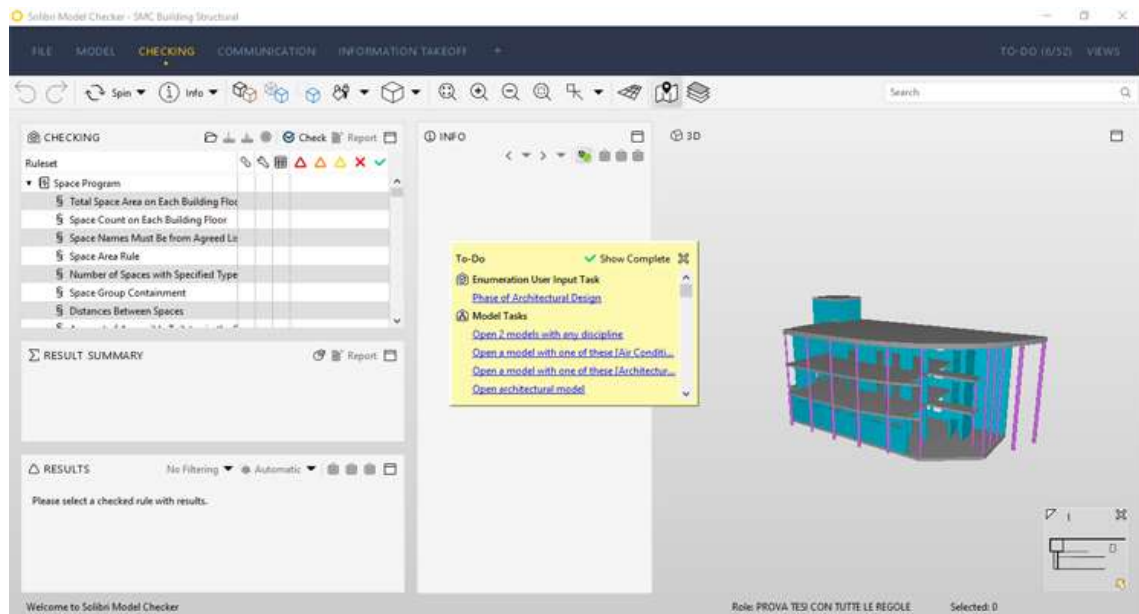 Solibri Model Checker - SMC Building Structural
FILE MODEL CHECKING COMMUNICATION INFORMATION TAKEOFF +
TO-DO (6/52) VIEWS
Spin Info
Search
CHECKING
Check Report
Ruleset
Space Program
§ Total Space Area on Each Building Floo
§ Space Count on Each Building Floor
§ Space Names Must Be from Agreed Lis
§ Space Area Rule
§ Number of Spaces with Specified Type
§ Space Group Containment
§ Distances Between Spaces
RESULT SUMMARY
Report
RESULTS
No Filtering Automatic
Please select a checked rule with results.
INFO
To-Do
Show Complete
Enumeration User Input Task
Phase of Architectural Design
Model Tasks
Open 2 models with any discipline
Open a model with one of these [Air Conditi...
Open a model with one of these [Architectur...
Open architectural model
3D
Welcome to Solibri Model Checker
Role: PROVA TESI CON TUTTE LE REGOLE
Selected: 0